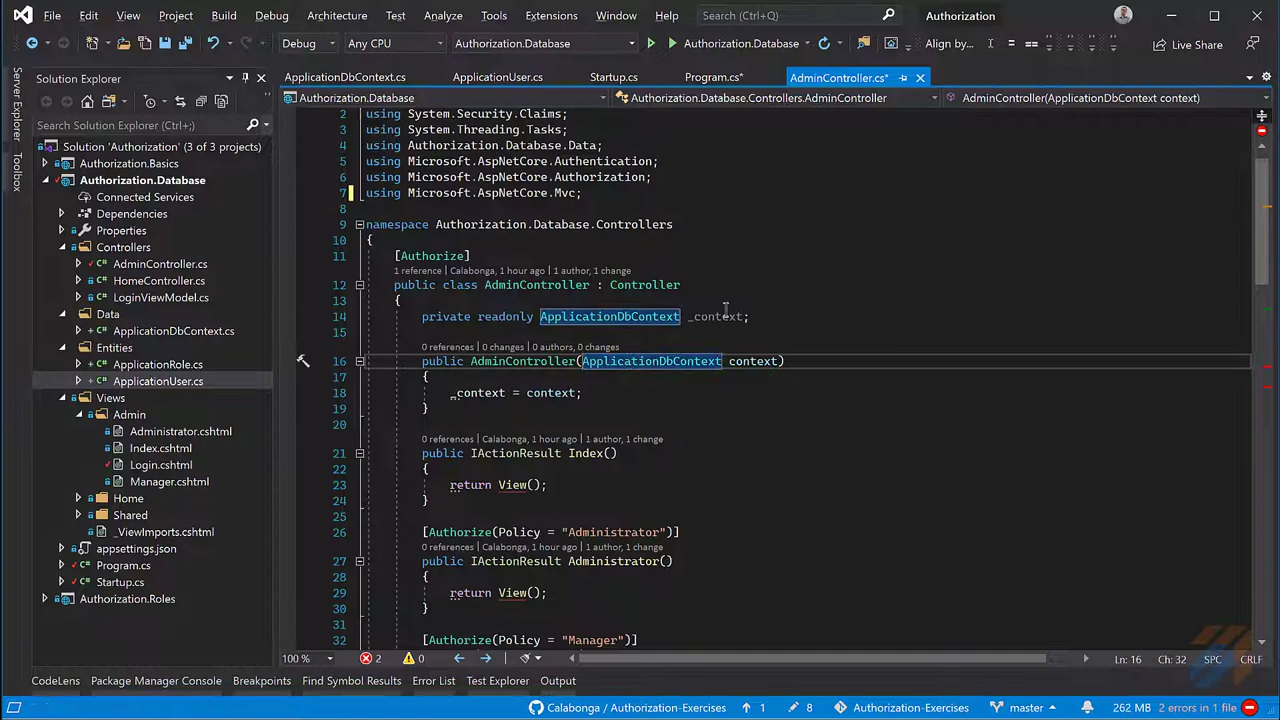 File Edit View Project Build Debug Architecture Test Analyze Tools Extensions Window Help Search (Ctrl+Q) Authorization
Debug Any CPU Authorization.Database Authorization.Database Align by... Live Share
Server Explorer
Toolbox
Solution Explorer
Search Solution Explorer (Ctrl+;)
Solution 'Authorization' (3 of 3 projects)
Authorization.Basics
Authorization.Database
Connected Services
Dependencies
Properties
Controllers
AdminController.cs
HomeController.cs
LoginViewModel.cs
Data
ApplicationDbContext.cs
Entities
ApplicationRole.cs
ApplicationUser.cs
Views
Admin
Administrator.cshtml
Index.cshtml
Login.cshtml
Manager.cshtml
Home
Shared
_ViewImports.cshtml
appsettings.json
Program.cs
Startup.cs
Authorization.Roles
ApplicationDbContext.cs ApplicationUser.cs Startup.cs Program.cs* AdminController.cs*
Authorization.Database Authorization.Database.Controllers.AdminController AdminController(ApplicationDbContext context)
2 using System.Security.Claims;
3 using System.Threading.Tasks;
4 using Authorization.Database.Data;
5 using Microsoft.AspNetCore.Authentication;
6 using Microsoft.AspNetCore.Authorization;
7 using Microsoft.AspNetCore.Mvc;
8
9 namespace Authorization.Database.Controllers
10 {
11 [Authorize]
1 reference | Calabonga, 1 hour ago | 1 author, 1 change
12 public class AdminController : Controller
13 {
14 private readonly ApplicationDbContext _context;
15
0 references | 0 changes | 0 authors, 0 changes
16 public AdminController(ApplicationDbContext context)
17 {
18 _context = context;
19 }
20
0 references | Calabonga, 1 hour ago | 1 author, 1 change
21 public IActionResult Index()
22 {
23 return View();
24 }
25
26 [Authorize(Policy = "Administrator")]
0 references | Calabonga, 1 hour ago | 1 author, 1 change
27 public IActionResult Administrator()
28 {
29 return View();
30 }
31
32 [Authorize(Policy = "Manager")]
100 % 2 0 Ln: 16 Ch: 32 SPC CRLF
CodeLens Package Manager Console Breakpoints Find Symbol Results Error List Test Explorer Output
Calabonga / Authorization-Exercises 1 8 Authorization-Exercises master 262 MB 2 errors in 1 file